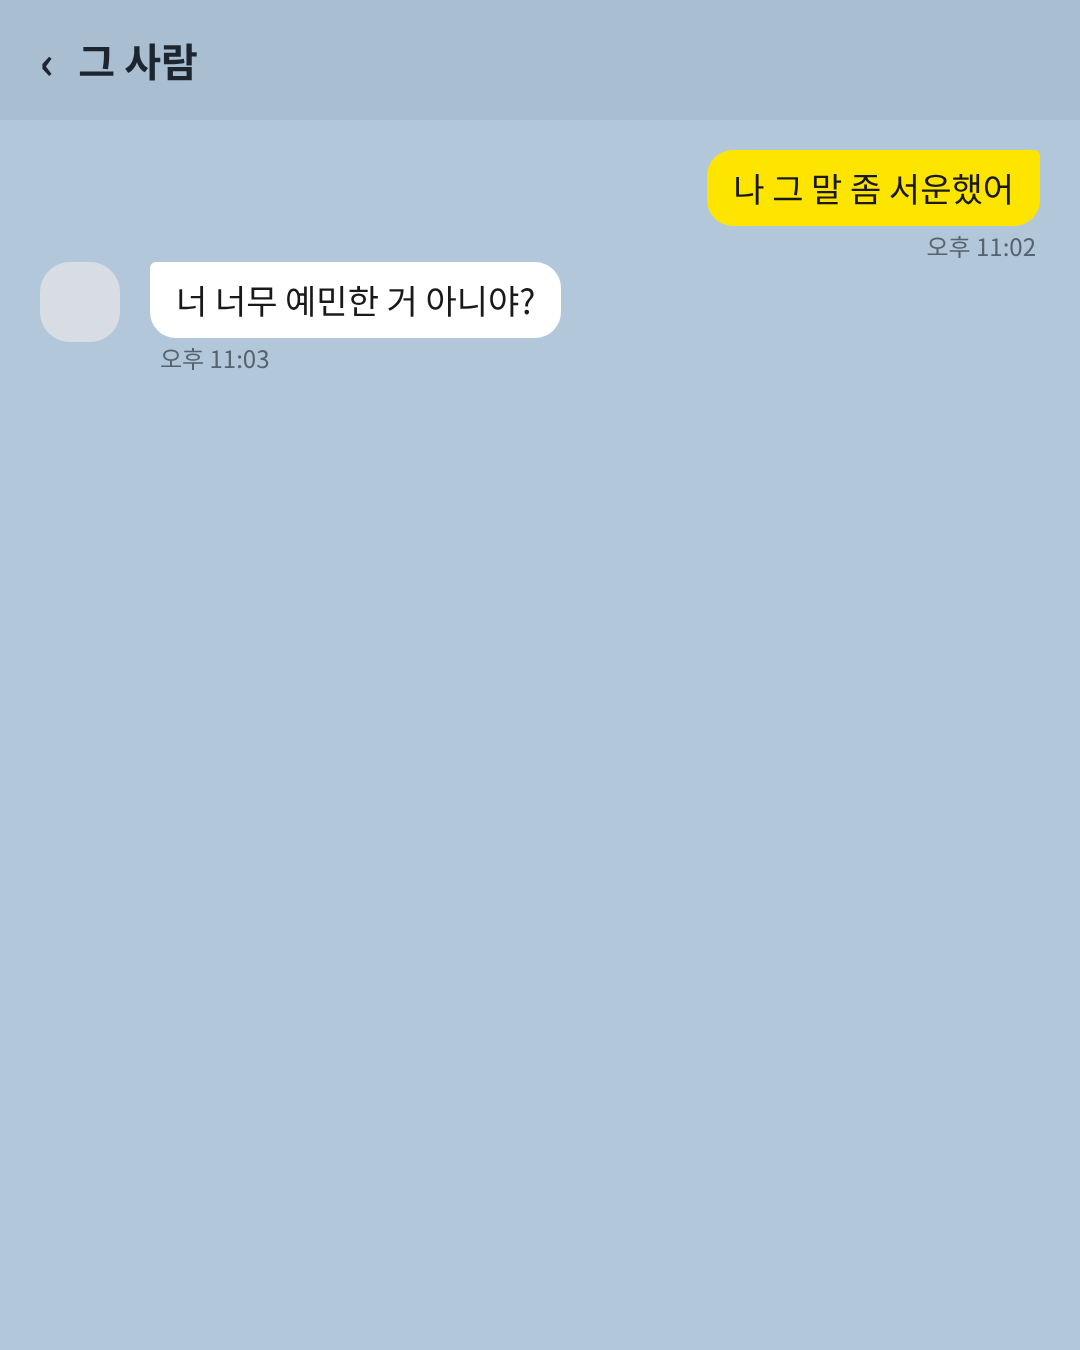 ‹ 그 사람
나 그 말 좀 서운했어
오후 11:02
너 너무 예민한 거 아니야?
오후 11:03